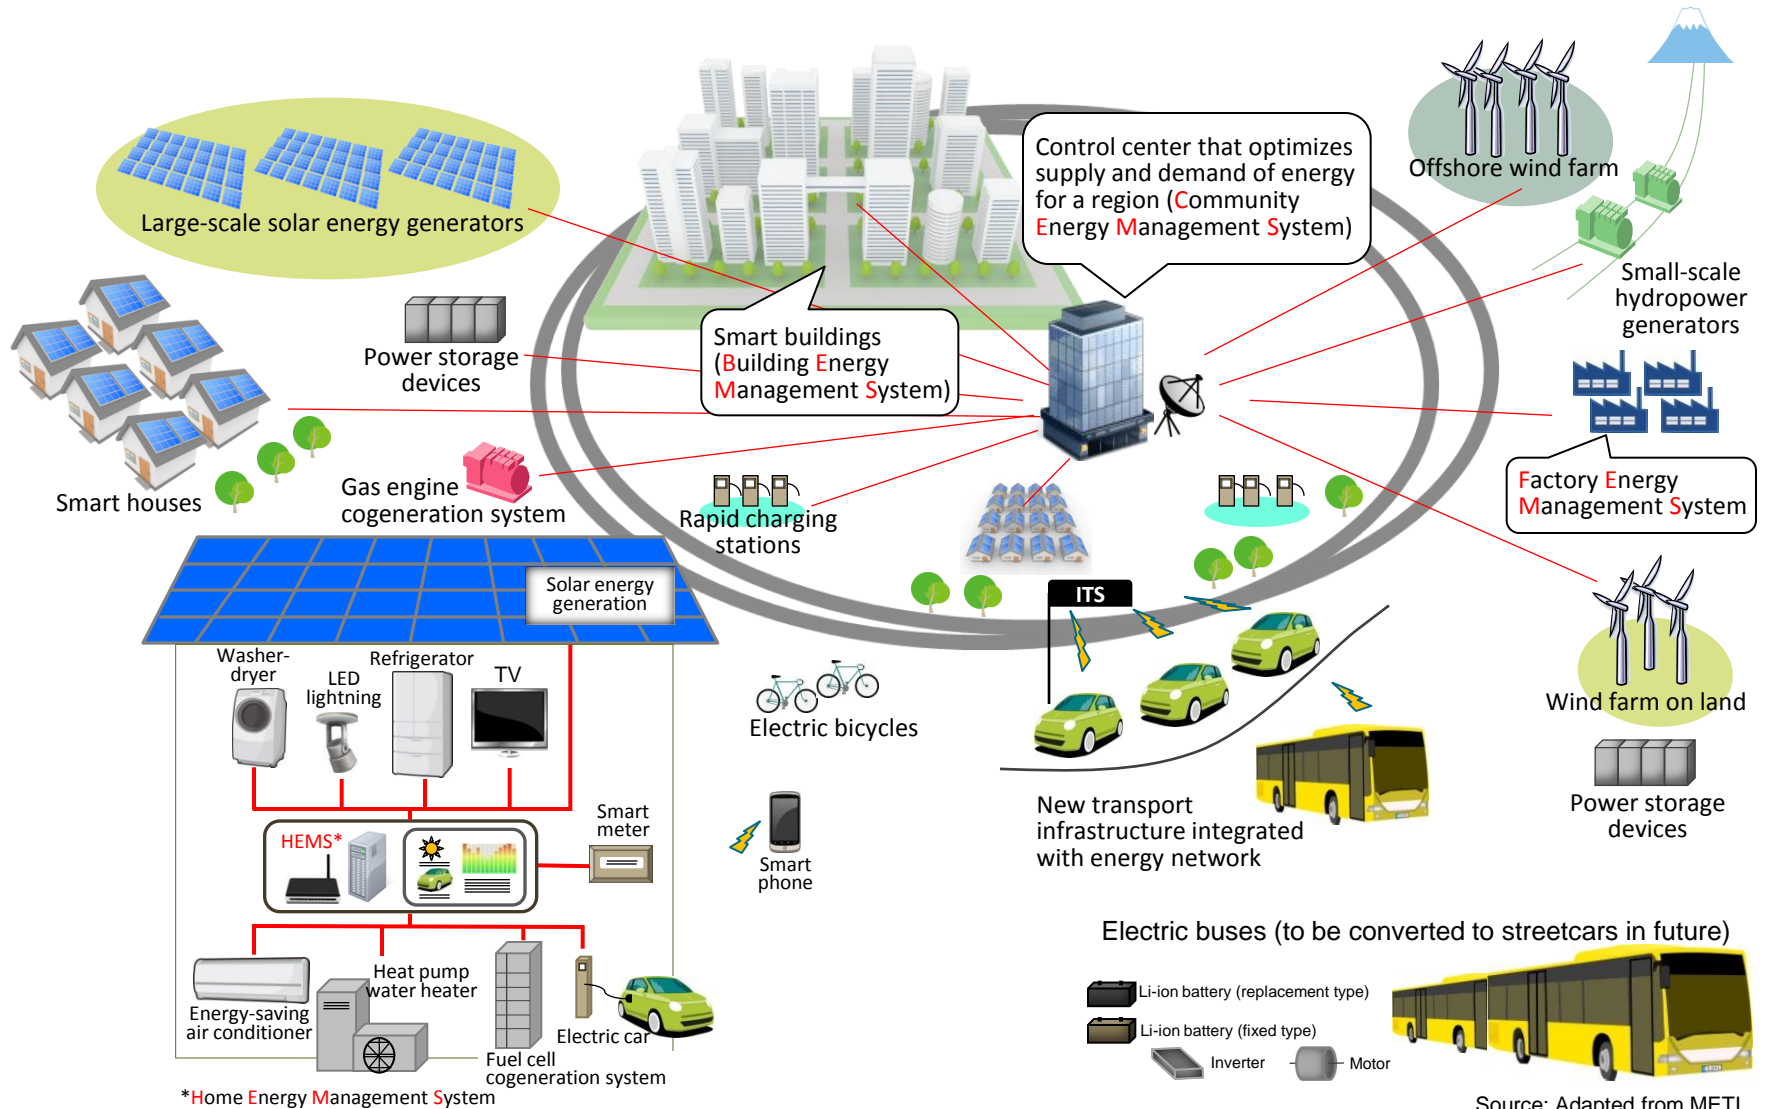 Large-scale solar energy generators
Control center that optimizes
supply and demand of energy
for a region (Community
Energy Management System)
Offshore wind farm
Small-scale
hydropower
generators
Power storage
devices
Smart buildings
(Building Energy
Management System)
Smart houses
Gas engine
cogeneration system
Rapid charging
stations
Factory Energy
Management System
Solar energy
generation
ITS
Washer-
dryer
LED
lightning
Refrigerator
TV
Electric bicycles
Wind farm on land
Power storage
devices
HEMS*
Smart
meter
Smart
phone
New transport
infrastructure integrated
with energy network
Energy-saving
air conditioner
Heat pump
water heater
Fuel cell
cogeneration system
Electric car
*Home Energy Management System
Electric buses (to be converted to streetcars in future)
Li-ion battery (replacement type)
Li-ion battery (fixed type)
Inverter
Motor
Source: Adapted from METI